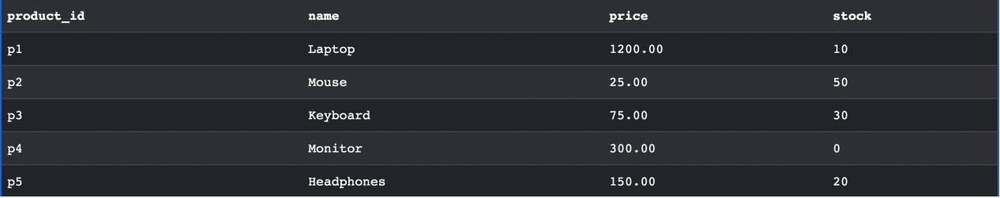 product_id name price stock
p1 Laptop 1200.00 10
p2 Mouse 25.00 50
p3 Keyboard 75.00 30
p4 Monitor 300.00 0
p5 Headphones 150.00 20